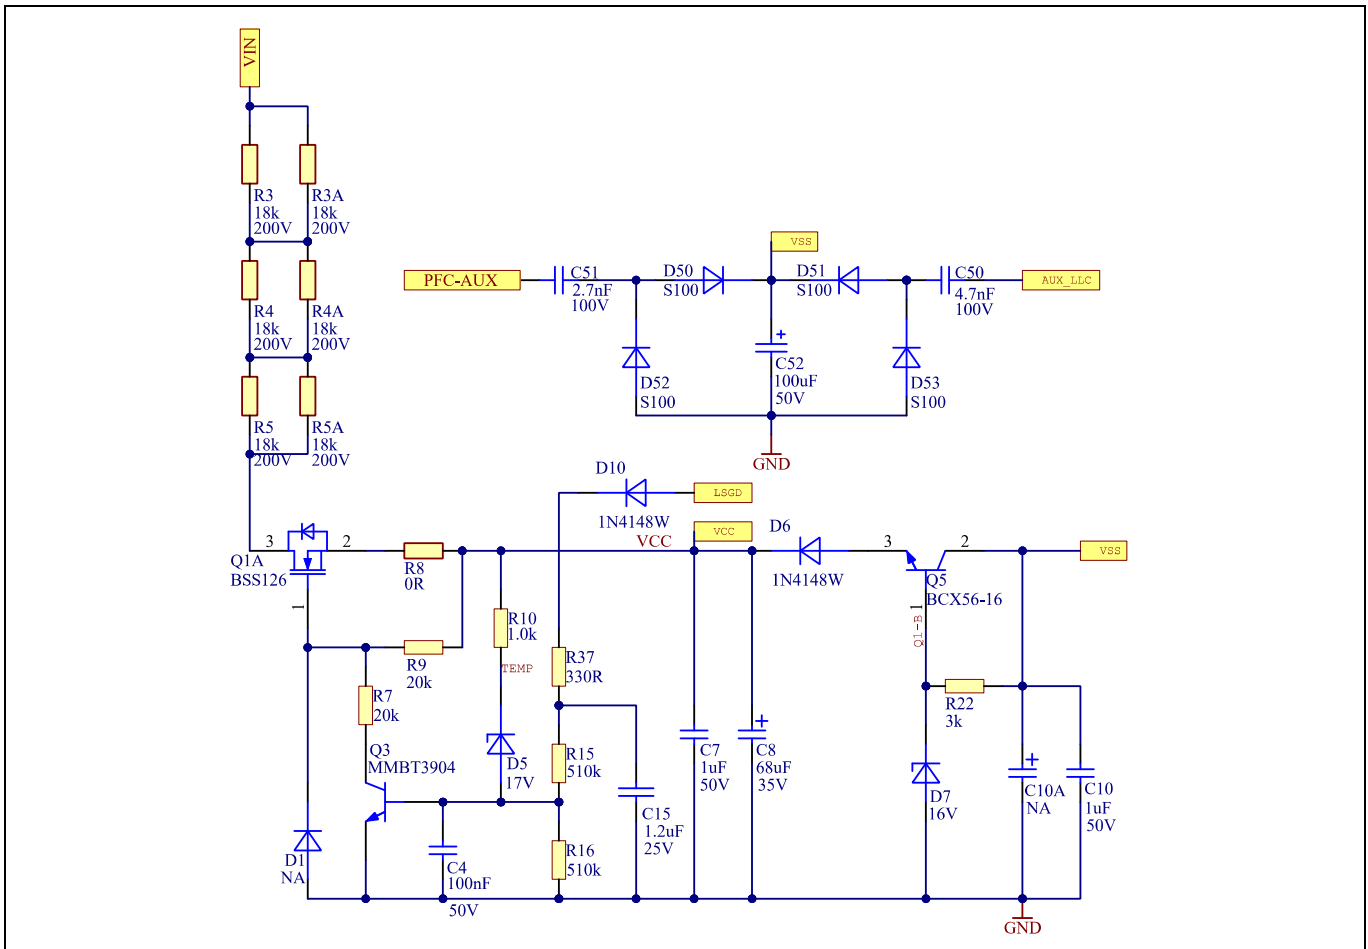 VIN
R3
18k
200V
R3A
18k
200V
R4
18k
200V
R4A
18k
200V
R5
18k
200V
R5A
18k
200V
VSS
PFC-AUX
C51
2.7nF
100V
D50
S100
D51
S100
C50
4.7nF
100V
AUX_LLC
D52
S100
C52
100uF
50V
D53
S100
GND
D10
1N4148W
LSGD
VCC
VCC
D6
1N4148W
3
2
Q1A
BSS126
1
R8
0R
3
2
Q5
BCX56-16
1
Q1-B
VSS
R10
1.0k
TEMP
R9
20k
R7
20k
R37
330R
R22
3k
Q3
MMBT3904
D5
17V
R15
510k
C7
1uF
50V
C8
68uF
35V
D7
16V
C10A
NA
C10
1uF
50V
C15
1.2uF
25V
D1
NA
C4
100nF
50V
R16
510k
GND